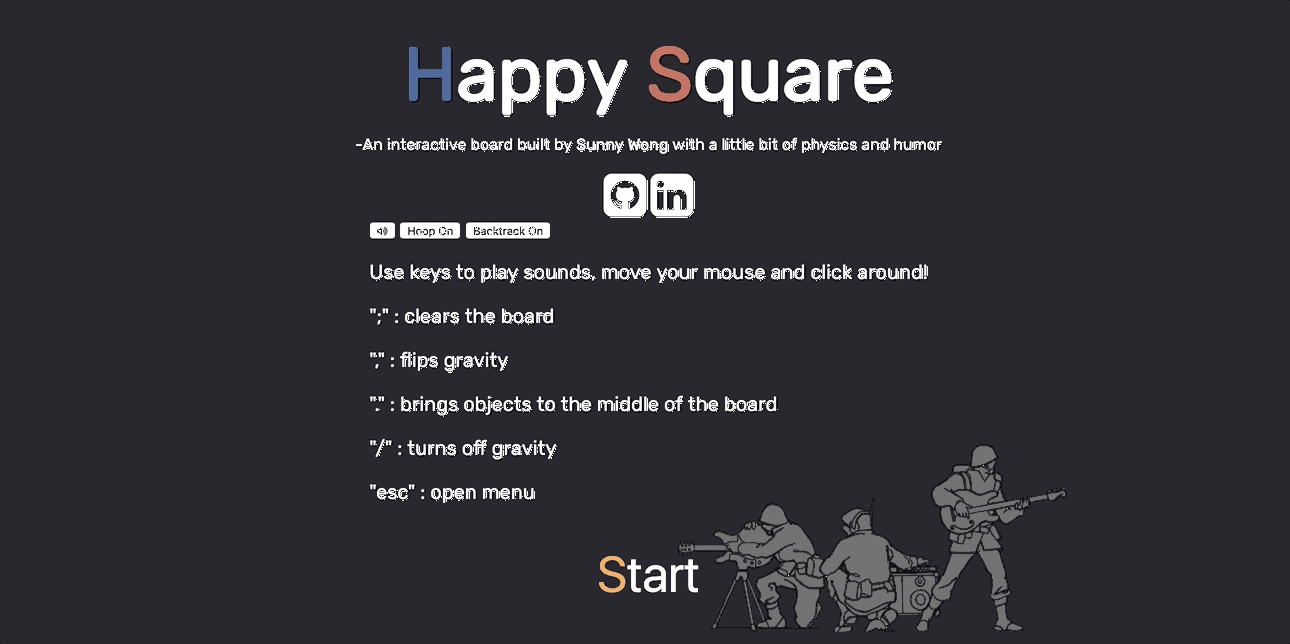 Happy Square
-An interactive board built by Sunny Wong with a little bit of physics and humor
in
Hoop On Backtrack On
Use keys to play sounds, move your mouse and click around!
";" : clears the board
"," : flips gravity
"." : brings objects to the middle of the board
"/" : turns off gravity
"esc" : open menu
Start